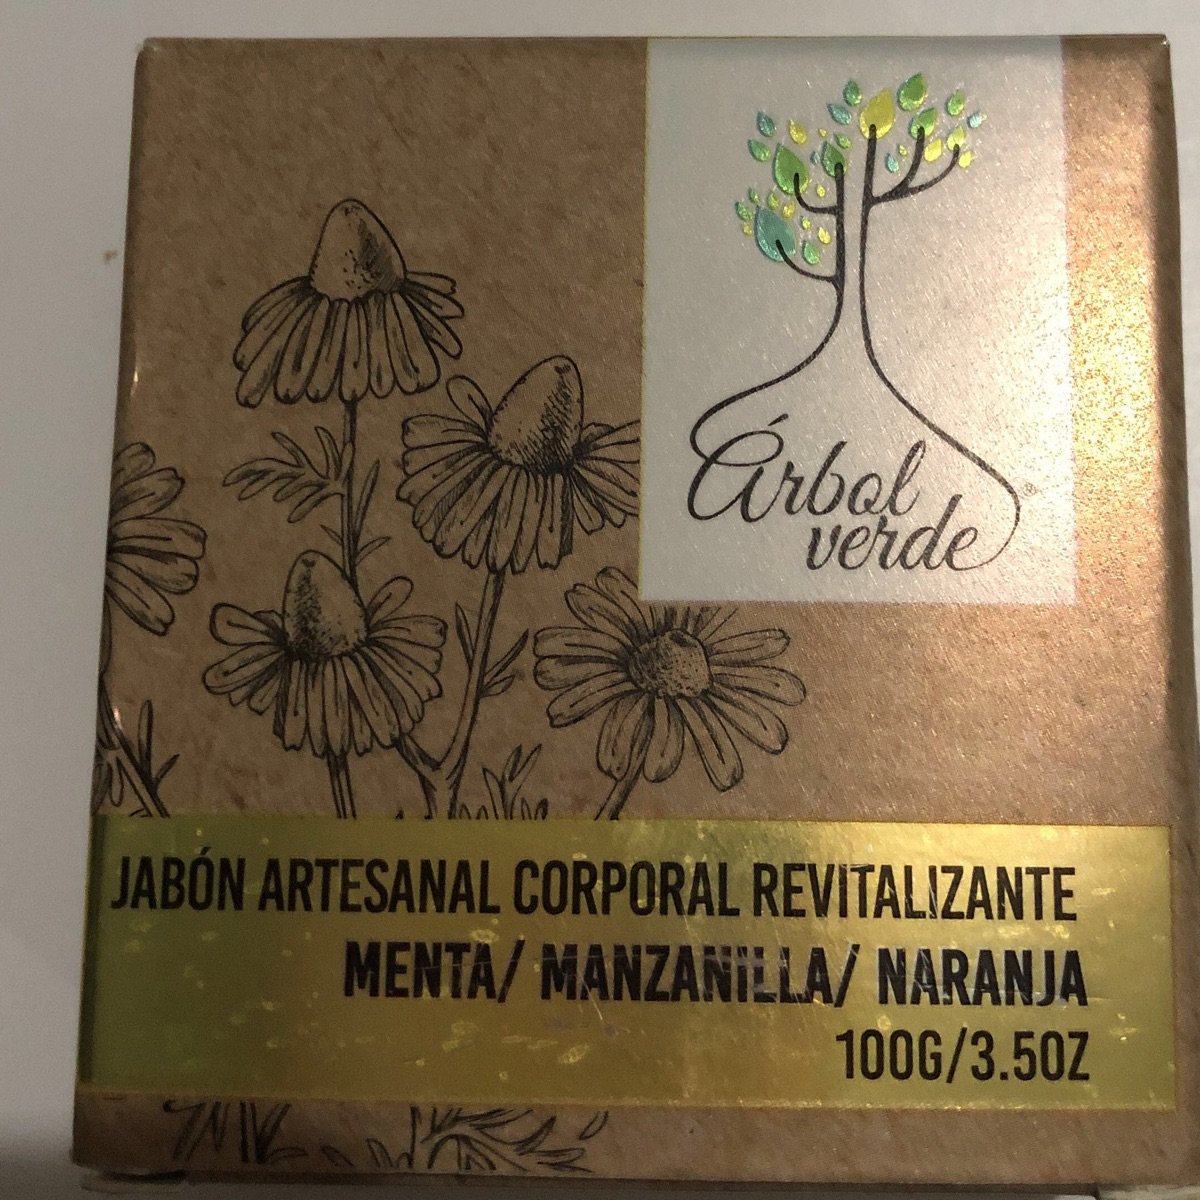 Árbol
verde®
JABÓN ARTESANAL CORPORAL REVITALIZANTE
MENTA/ MANZANILLA/ NARANJA
100G/3.5OZ